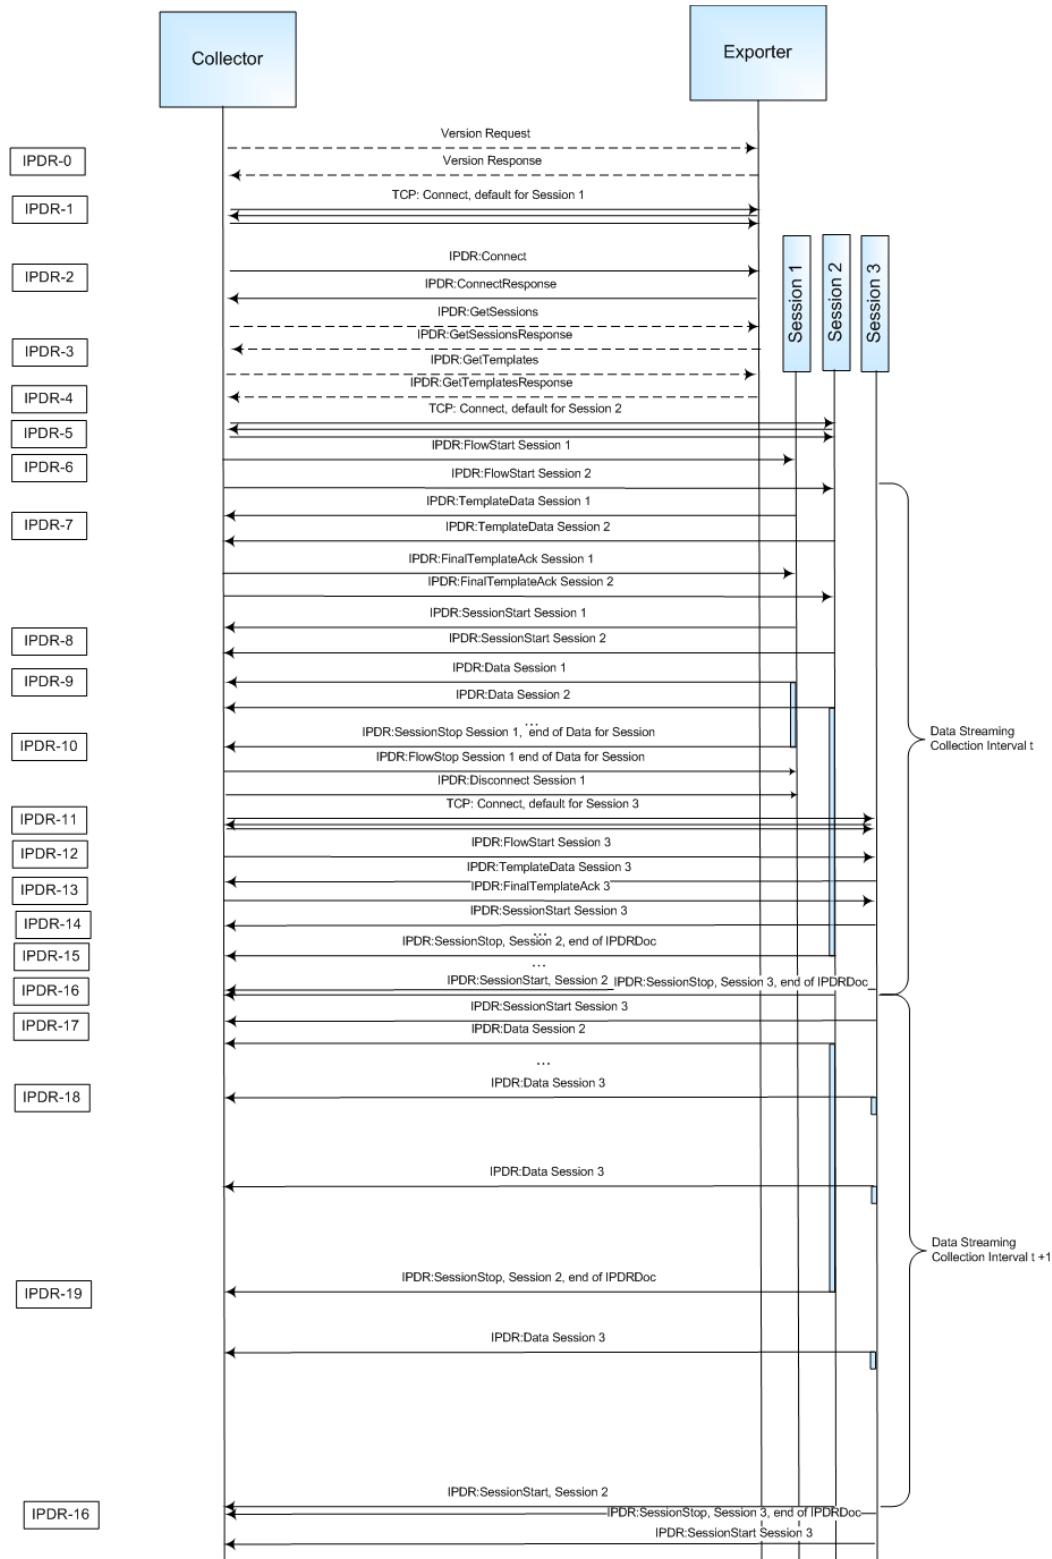 Collector
Exporter
Version Request
IPDR-0
Version Response
TCP: Connect, default for Session 1
IPDR-1
IPDR:Connect
IPDR-2
IPDR:ConnectResponse
Session 1
Session 2
Session 3
IPDR:GetSessions
IPDR:GetSessionsResponse
IPDR-3
IPDR:GetTemplates
IPDR:GetTemplatesResponse
IPDR-4
TCP: Connect, default for Session 2
IPDR-5
IPDR:FlowStart Session 1
IPDR-6
IPDR:FlowStart Session 2
IPDR:TemplateData Session 1
IPDR-7
IPDR:TemplateData Session 2
IPDR:FinalTemplateAck Session 1
IPDR:FinalTemplateAck Session 2
IPDR:SessionStart Session 1
IPDR-8
IPDR:SessionStart Session 2
IPDR:Data Session 1
IPDR-9
IPDR:Data Session 2
...
IPDR:SessionStop Session 1, end of Data for Session
Data Streaming
Collection Interval t
IPDR-10
IPDR:FlowStop Session 1 end of Data for Session
IPDR:Disconnect Session 1
TCP: Connect, default for Session 3
IPDR-11
IPDR:FlowStart Session 3
IPDR-12
IPDR:TemplateData Session 3
IPDR-13
IPDR:FinalTemplateAck 3
IPDR:SessionStart Session 3
IPDR-14
...
IPDR:SessionStop, Session 2, end of IPDRDoc
IPDR-15
...
IPDR:SessionStart, Session 2
IPDR:SessionStop, Session 3, end of IPDRDoc
IPDR-16
IPDR:SessionStart Session 3
IPDR-17
IPDR:Data Session 2
...
IPDR:Data Session 3
IPDR-18
IPDR:Data Session 3
Data Streaming
Collection Interval t +1
IPDR:SessionStop, Session 2, end of IPDRDoc
IPDR-19
IPDR:Data Session 3
IPDR:SessionStart, Session 2
IPDR-16
IPDR:SessionStop, Session 3, end of IPDRDoc
IPDR:SessionStart Session 3